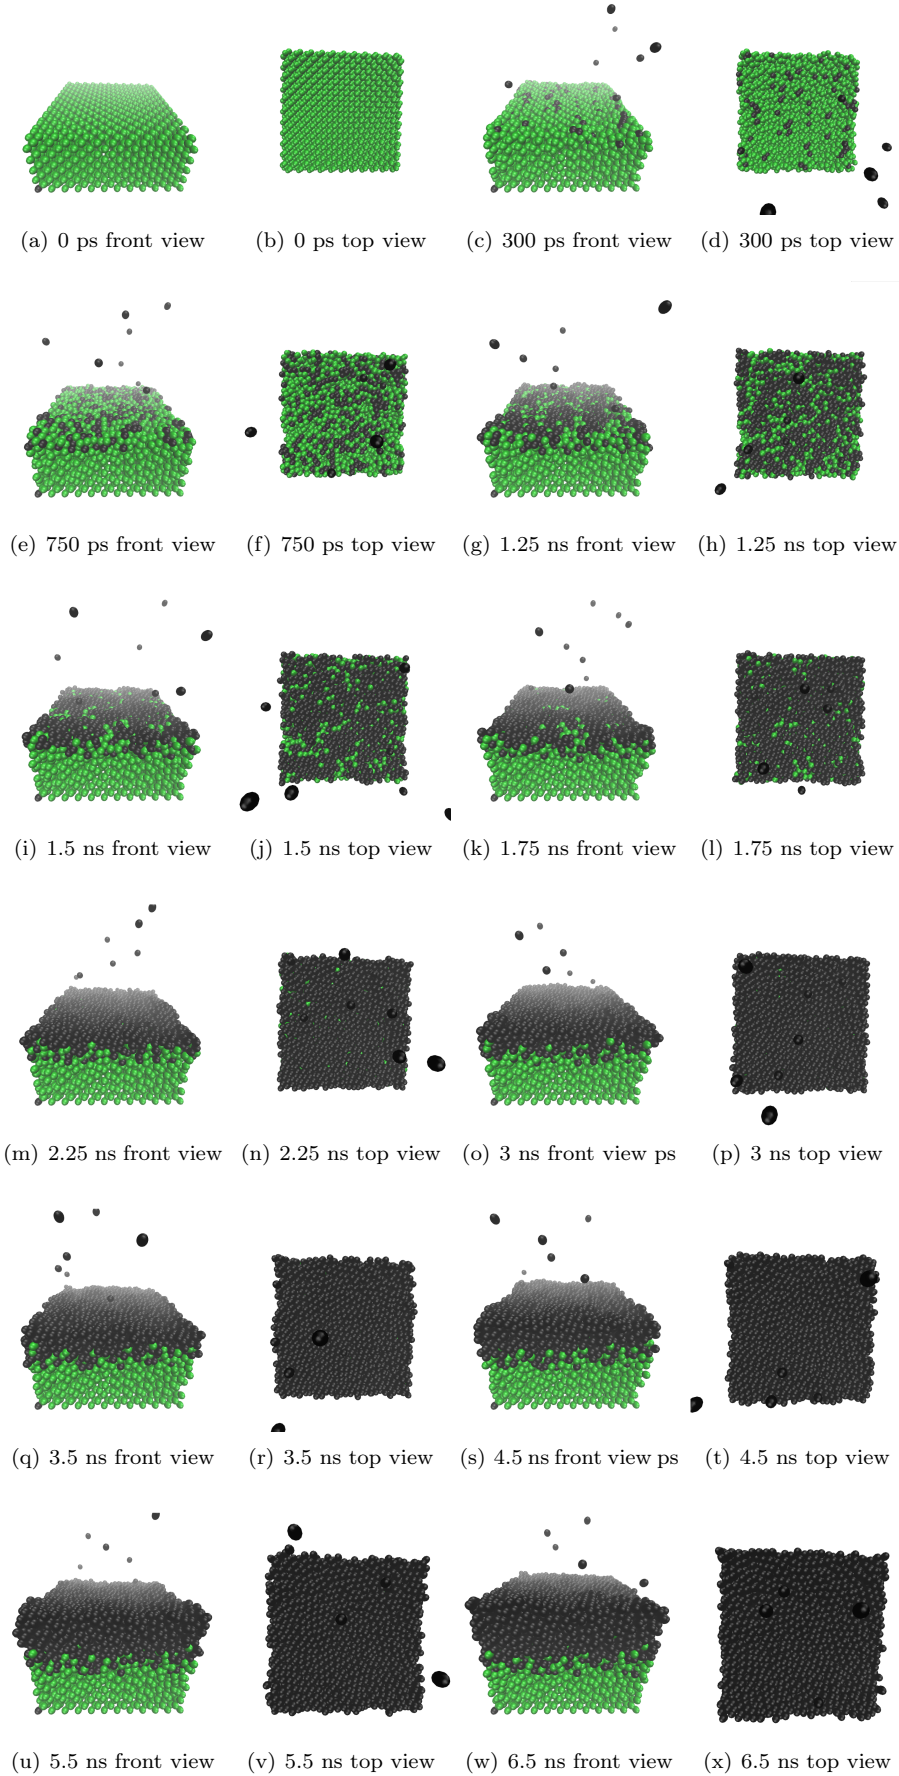 (a) 0 ps front view
(b) 0 ps top view
(c) 300 ps front view
(d) 300 ps top view
(e) 750 ps front view
(f) 750 ps top view
(g) 1.25 ns front view
(h) 1.25 ns top view
(i) 1.5 ns front view
(j) 1.5 ns top view
(k) 1.75 ns front view
(l) 1.75 ns top view
(m) 2.25 ns front view
(n) 2.25 ns top view
(o) 3 ns front view ps
(p) 3 ns top view
(q) 3.5 ns front view
(r) 3.5 ns top view
(s) 4.5 ns front view ps
(t) 4.5 ns top view
(u) 5.5 ns front view
(v) 5.5 ns top view
(w) 6.5 ns front view
(x) 6.5 ns top view